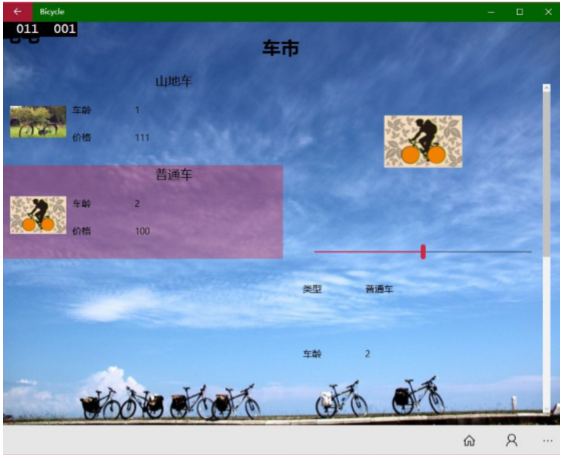 Bicycle
011 001
车市
山地车
车龄 1
价格 111
普通车
车龄 2
价格 100
类型 普通车
车龄 2